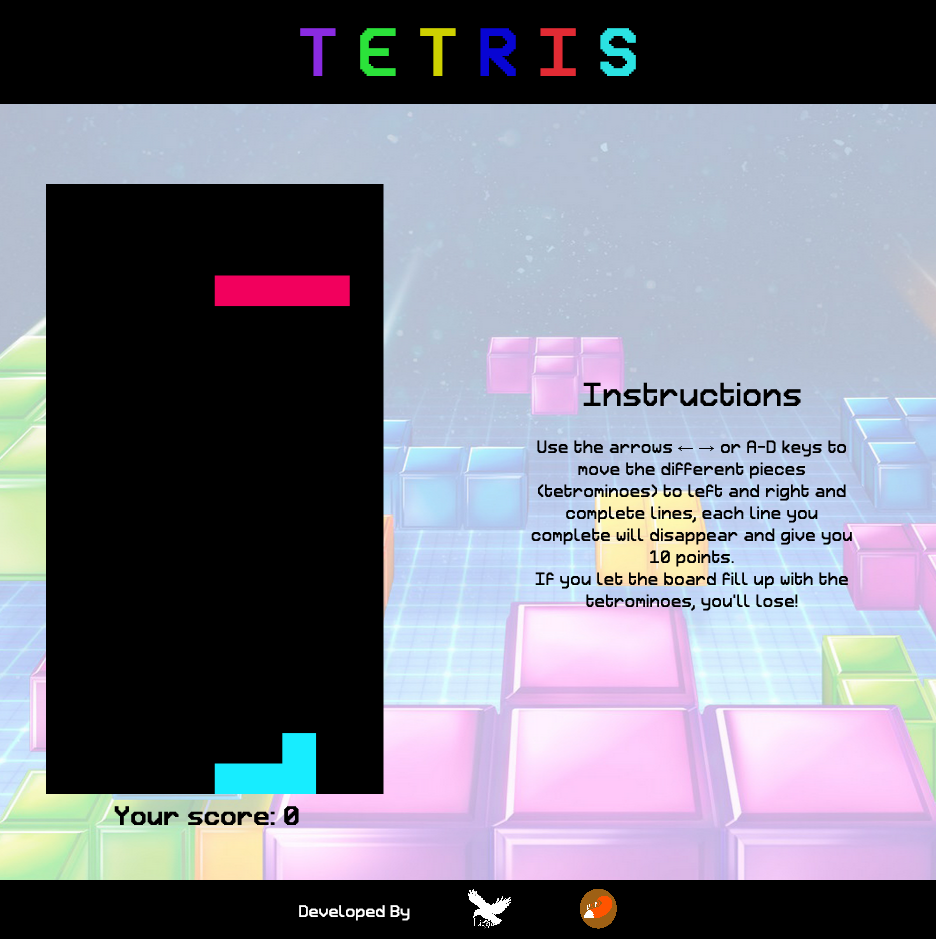 TETRIS
Instructions
Use the arrows ← → or A-D keys to
move the different pieces
(tetrominoes) to left and right and
complete lines, each line you
complete will disappear and give you
10 points.
If you let the board fill up with the
tetrominoes, you'll lose!
Your score: 0
Developed By